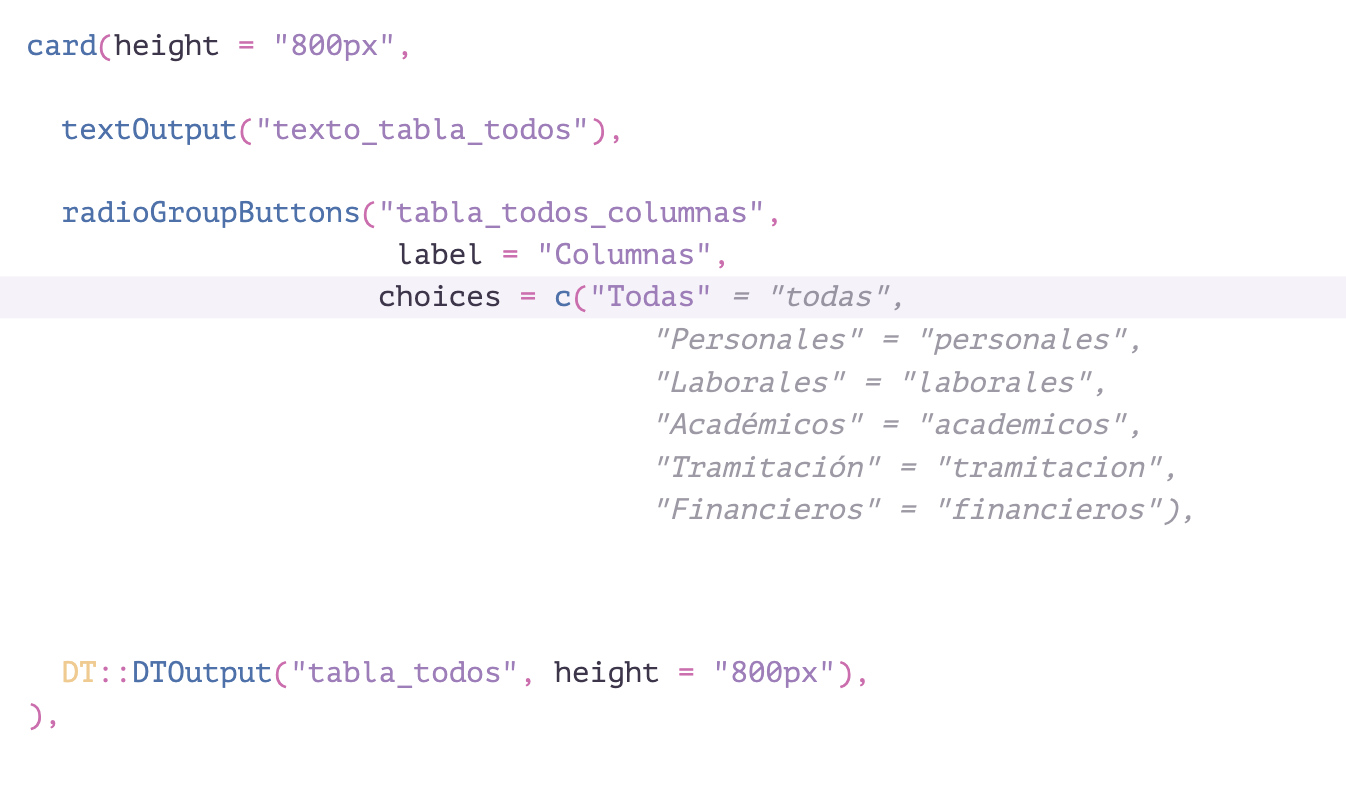 card(height = "800px",
textOutput("texto_tabla_todos"),
radioGroupButtons("tabla_todos_columnas",
label = "Columnas",
choices = c("Todas" = "todas",
"Personales" = "personales",
"Laborales" = "laborales",
"Académicos" = "academicos",
"Tramitación" = "tramitacion",
"Financieros" = "financieros"),
DT::DTOutput("tabla_todos", height = "800px"),
),